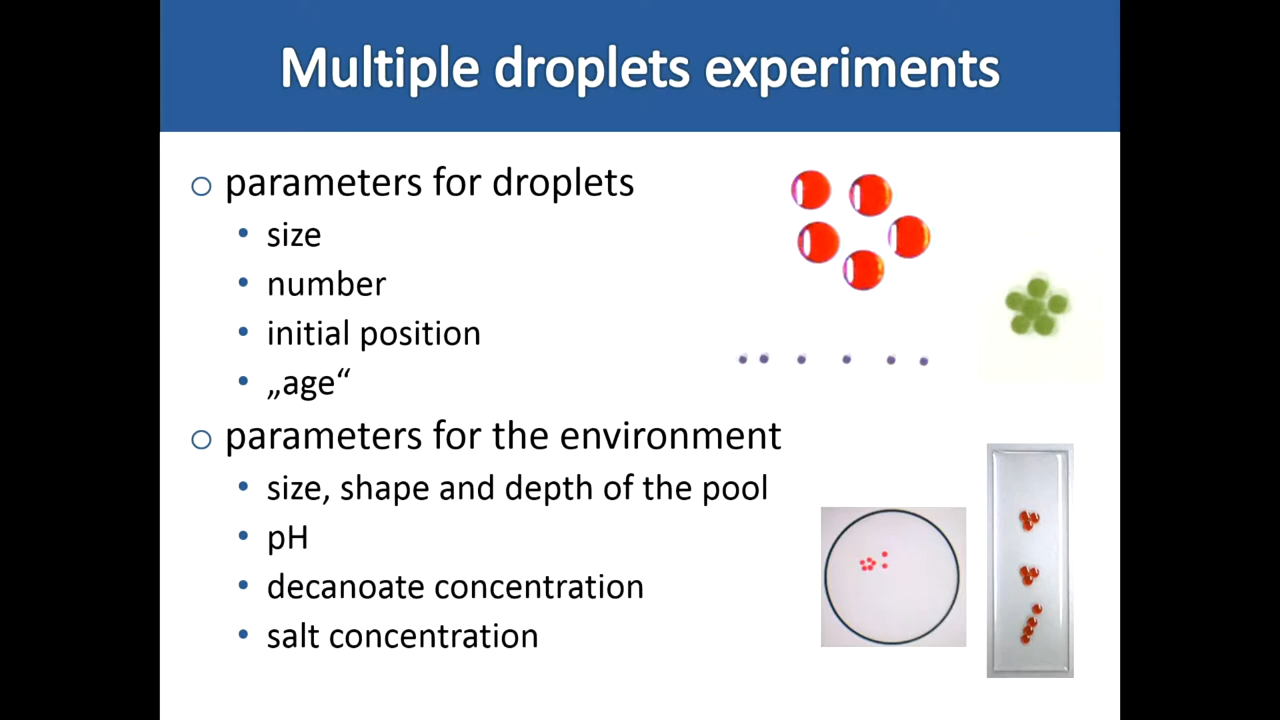 Multiple droplets experiments
parameters for droplets
size
number
initial position
„age“
parameters for the environment
size, shape and depth of the pool
pH
decanoate concentration
salt concentration